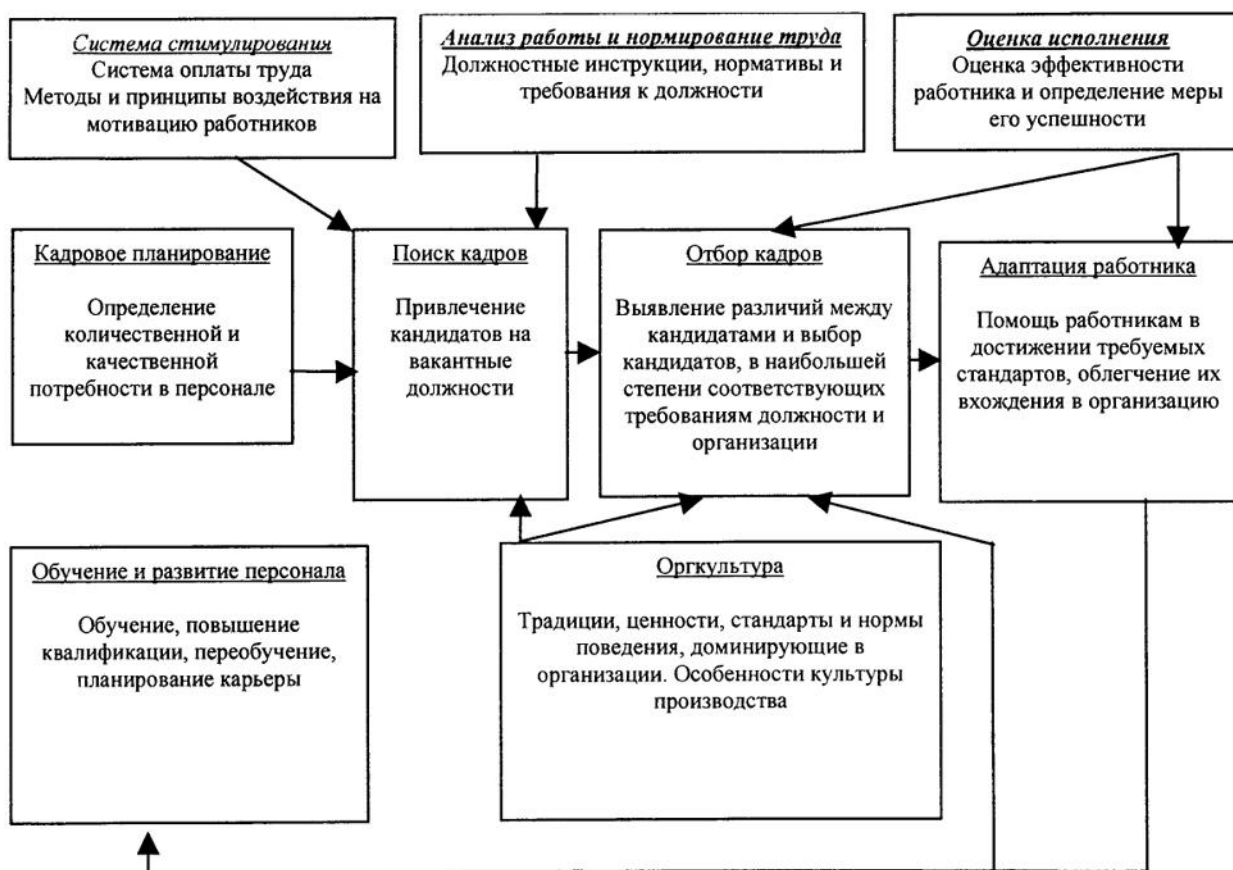 Система стимулирования
Система оплаты труда
Методы и принципы воздействия на
мотивацию работников
Анализ работы и нормирование труда
Должностные инструкции, нормативы и
требования к должности
Оценка исполнения
Оценка эффективности
работника и определение меры
его успешности
Кадровое планирование
Определение
количественной и
качественной
потребности в персонале
Поиск кадров
Привлечение
кандидатов на
вакантные
должности
Отбор кадров
Выявление различий между
кандидатами и выбор
кандидатов, в наибольшей
степени соответствующих
требованиям должности и
организации
Адаптация работника
Помощь работникам в
достижении требуемых
стандартов, облегчение их
вхождения в организацию
Обучение и развитие персонала
Обучение, повышение
квалификации, переобучение,
планирование карьеры
Оргкультура
Традиции, ценности, стандарты и нормы
поведения, доминирующие в
организации. Особенности культуры
производства